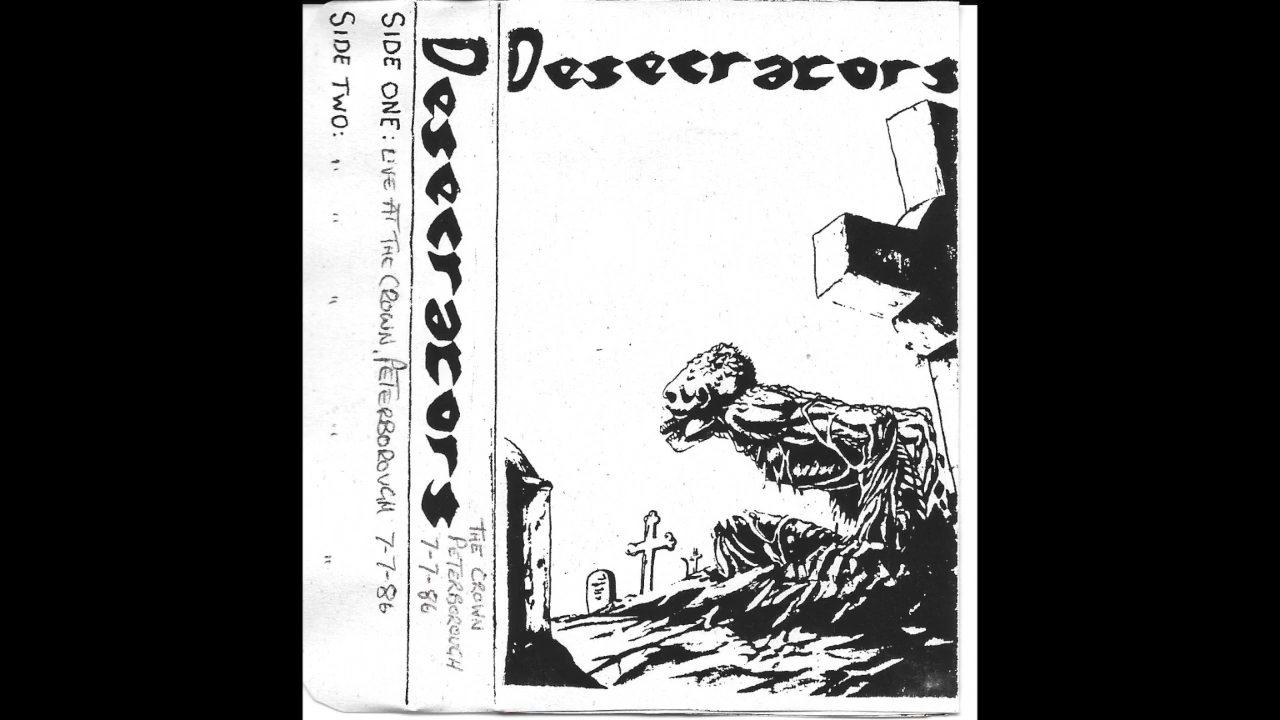 SIDE TWO: " " " " "
SIDE ONE: LIVE AT THE CROWN, PETERBOROUGH 7-7-86
Desecrators
THE CROWN
PETERBOROUGH
7-7-86
Desecrators